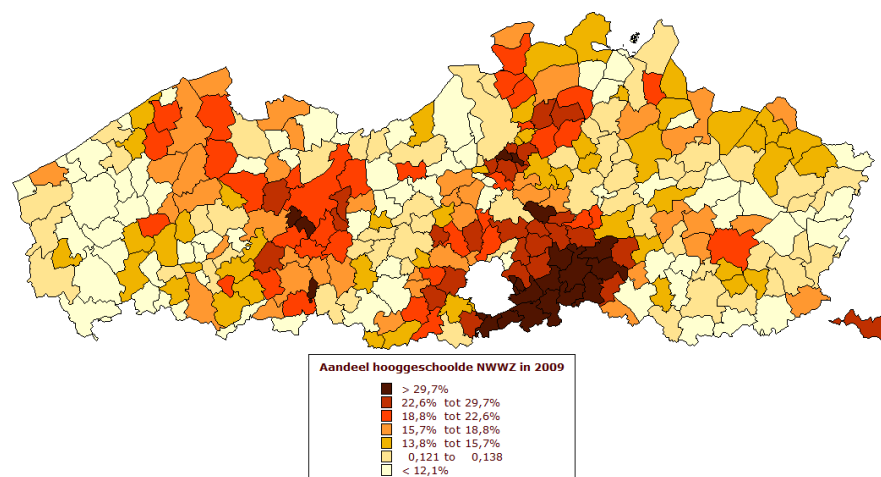 Aandeel hooggeschoolde NWWZ in 2009
> 29,7%
22,6% tot 29,7%
18,8% tot 22,6%
15,7% tot 18,8%
13,8% tot 15,7%
0,121 to 0,138
< 12,1%